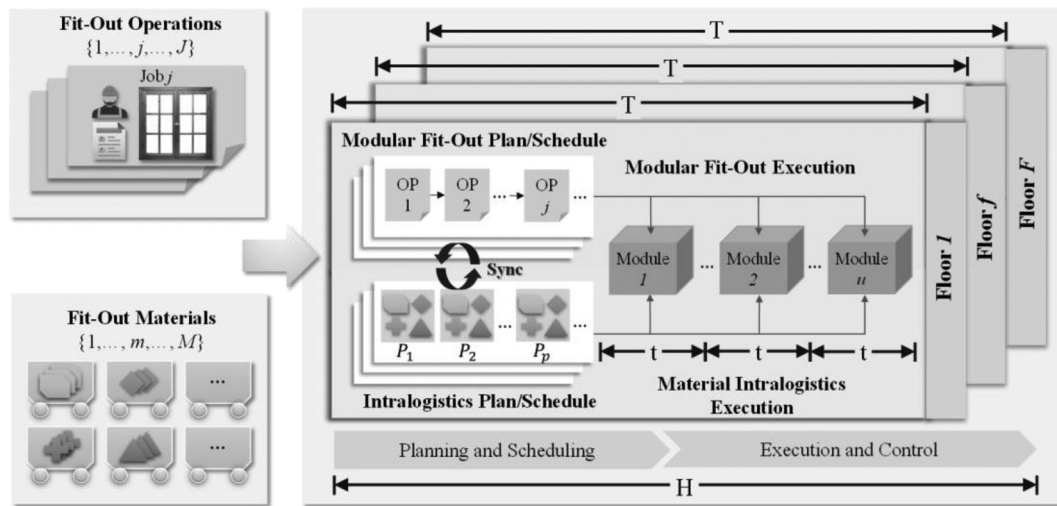 Fit-Out Operations
{1,…, j,…, J}
Job j
Fit-Out Materials
{1,…, m,…, M}
...
...
T
T
T
Modular Fit-Out Plan/Schedule
OP 1
OP 2
...
OP j
...
Sync
P1
P2
...
Pp
...
Intralogistics Plan/Schedule
Modular Fit-Out Execution
Module 1
...
Module 2
...
Module u
t
t
t
Material Intralogistics
Execution
Floor 1
Floor f
Floor F
Planning and Scheduling
Execution and Control
H